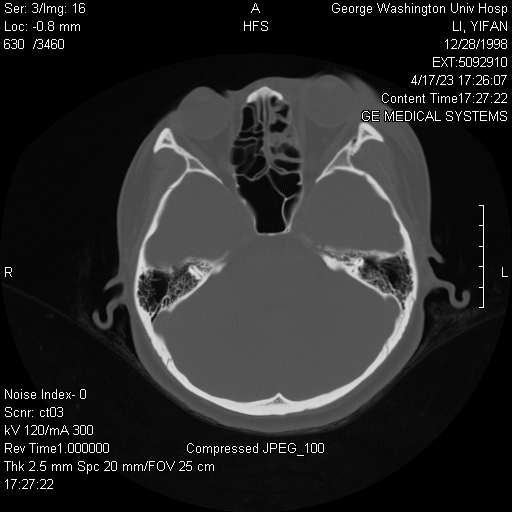 Ser: 3/Img: 16
Loc: -0.8 mm
630 /3460
A
HFS
George Washington Univ Hosp
LI, YIFAN
12/28/1998
EXT:5092910
4/17/23 17:26:07
Content Time17:27:22
GE MEDICAL SYSTEMS
R
L
Noise Index- 0
Scnr: ct03
kV 120/mA 300
Rev Time1.000000
Compressed JPEG_100
Thk 2.5 mm Spc 20 mm/FOV 25 cm
17:27:22